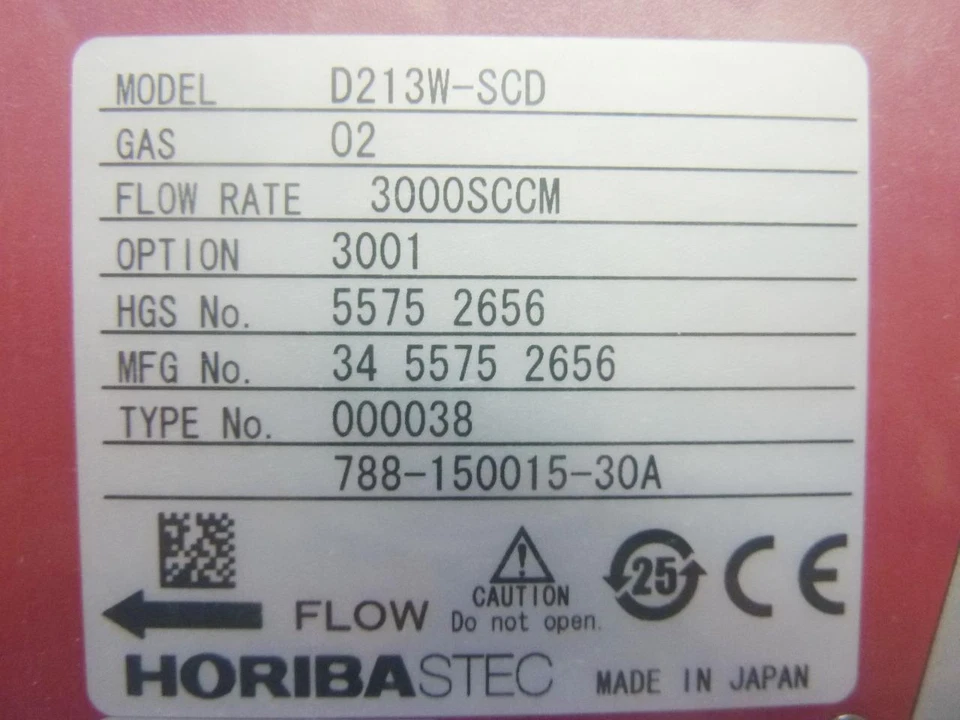 MODEL D213W-SCD
GAS O2
FLOW RATE 3000SCCM
OPTION 3001
HGS No. 5575 2656
MFG No. 34 5575 2656
TYPE No. 000038
788-150015-30A
25 CE
FLOW
CAUTION
Do not open.
HORIBASTEC MADE IN JAPAN